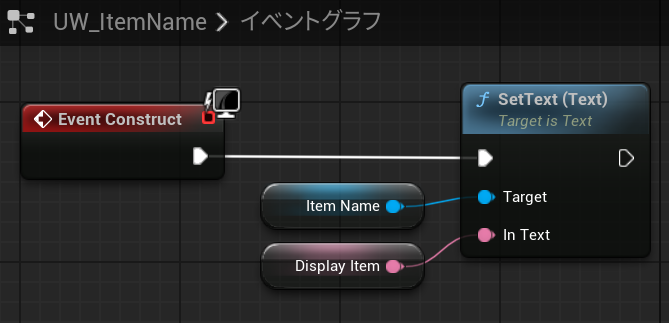 UW_ItemName > イベントグラフ
Event Construct
f SetText (Text)
Target is Text
Item Name
Target
Display Item
In Text